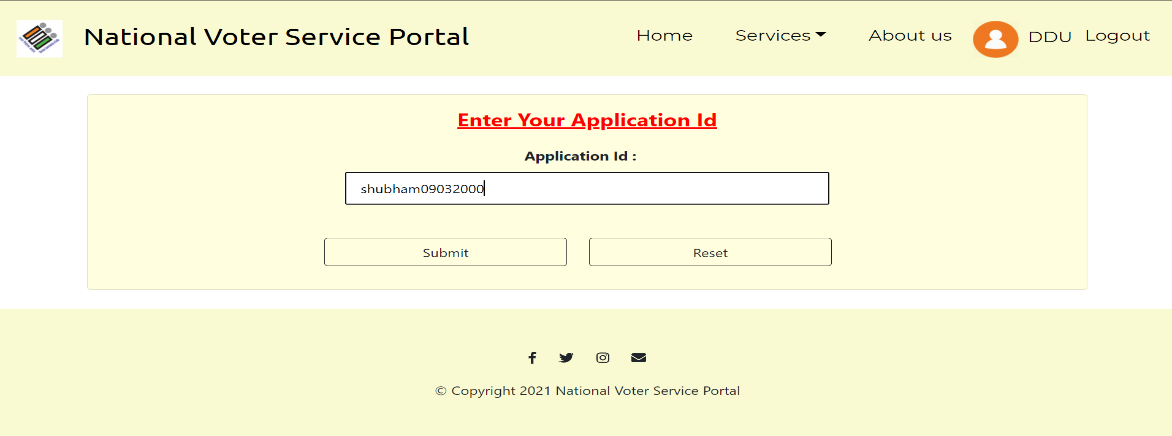 National Voter Service Portal
Home Services About us DDU Logout
Enter Your Application Id
Application Id :
shubham09032000
Submit Reset
© Copyright 2021 National Voter Service Portal